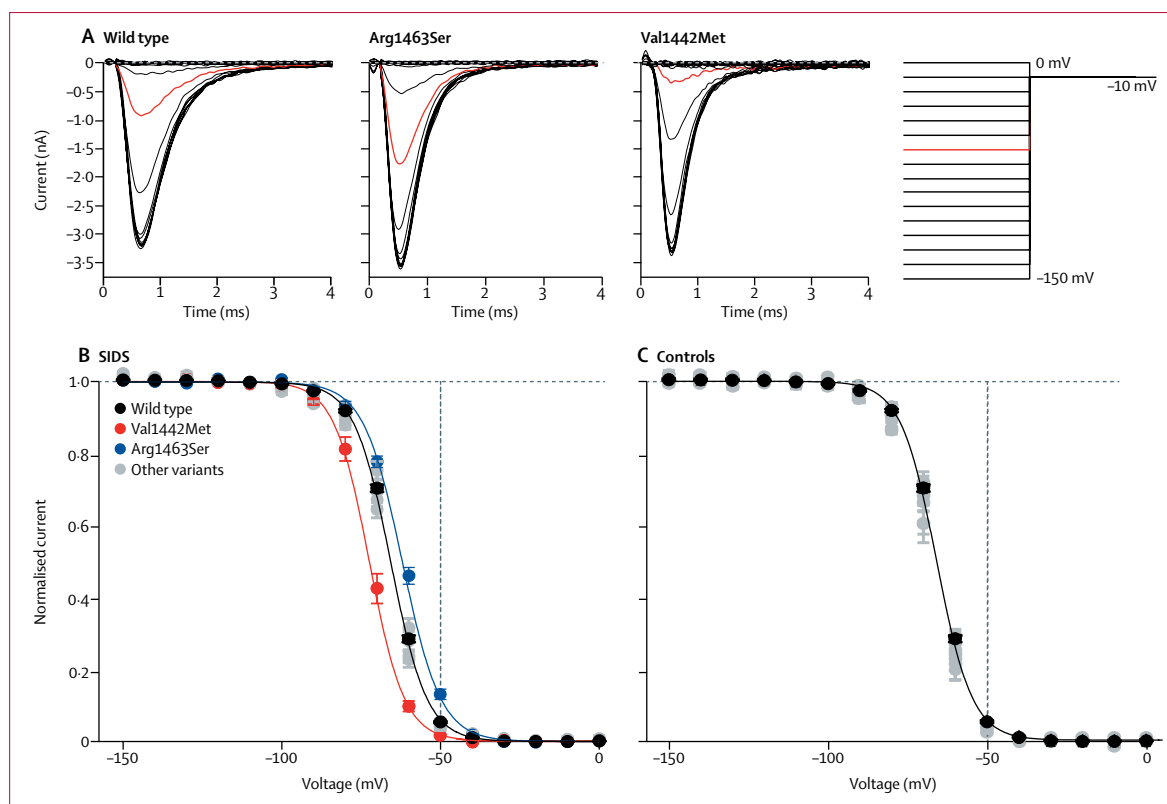 A Wild type
Arg1463Ser
Val1442Met
0
–0·5
–1·0
–1·5
–2·0
–2·5
–3·0
–3·5
Current (nA)
0 1 2 3 4
Time (ms)
0 1 2 3 4
Time (ms)
0 1 2 3 4
Time (ms)
0 mV
–10 mV
–150 mV
B SIDS
1·0
0·8
0·6
0·4
0·2
0
Normalised current
Wild type
Val1442Met
Arg1463Ser
Other variants
–150 –100 –50 0
Voltage (mV)
C Controls
–150 –100 –50 0
Voltage (mV)